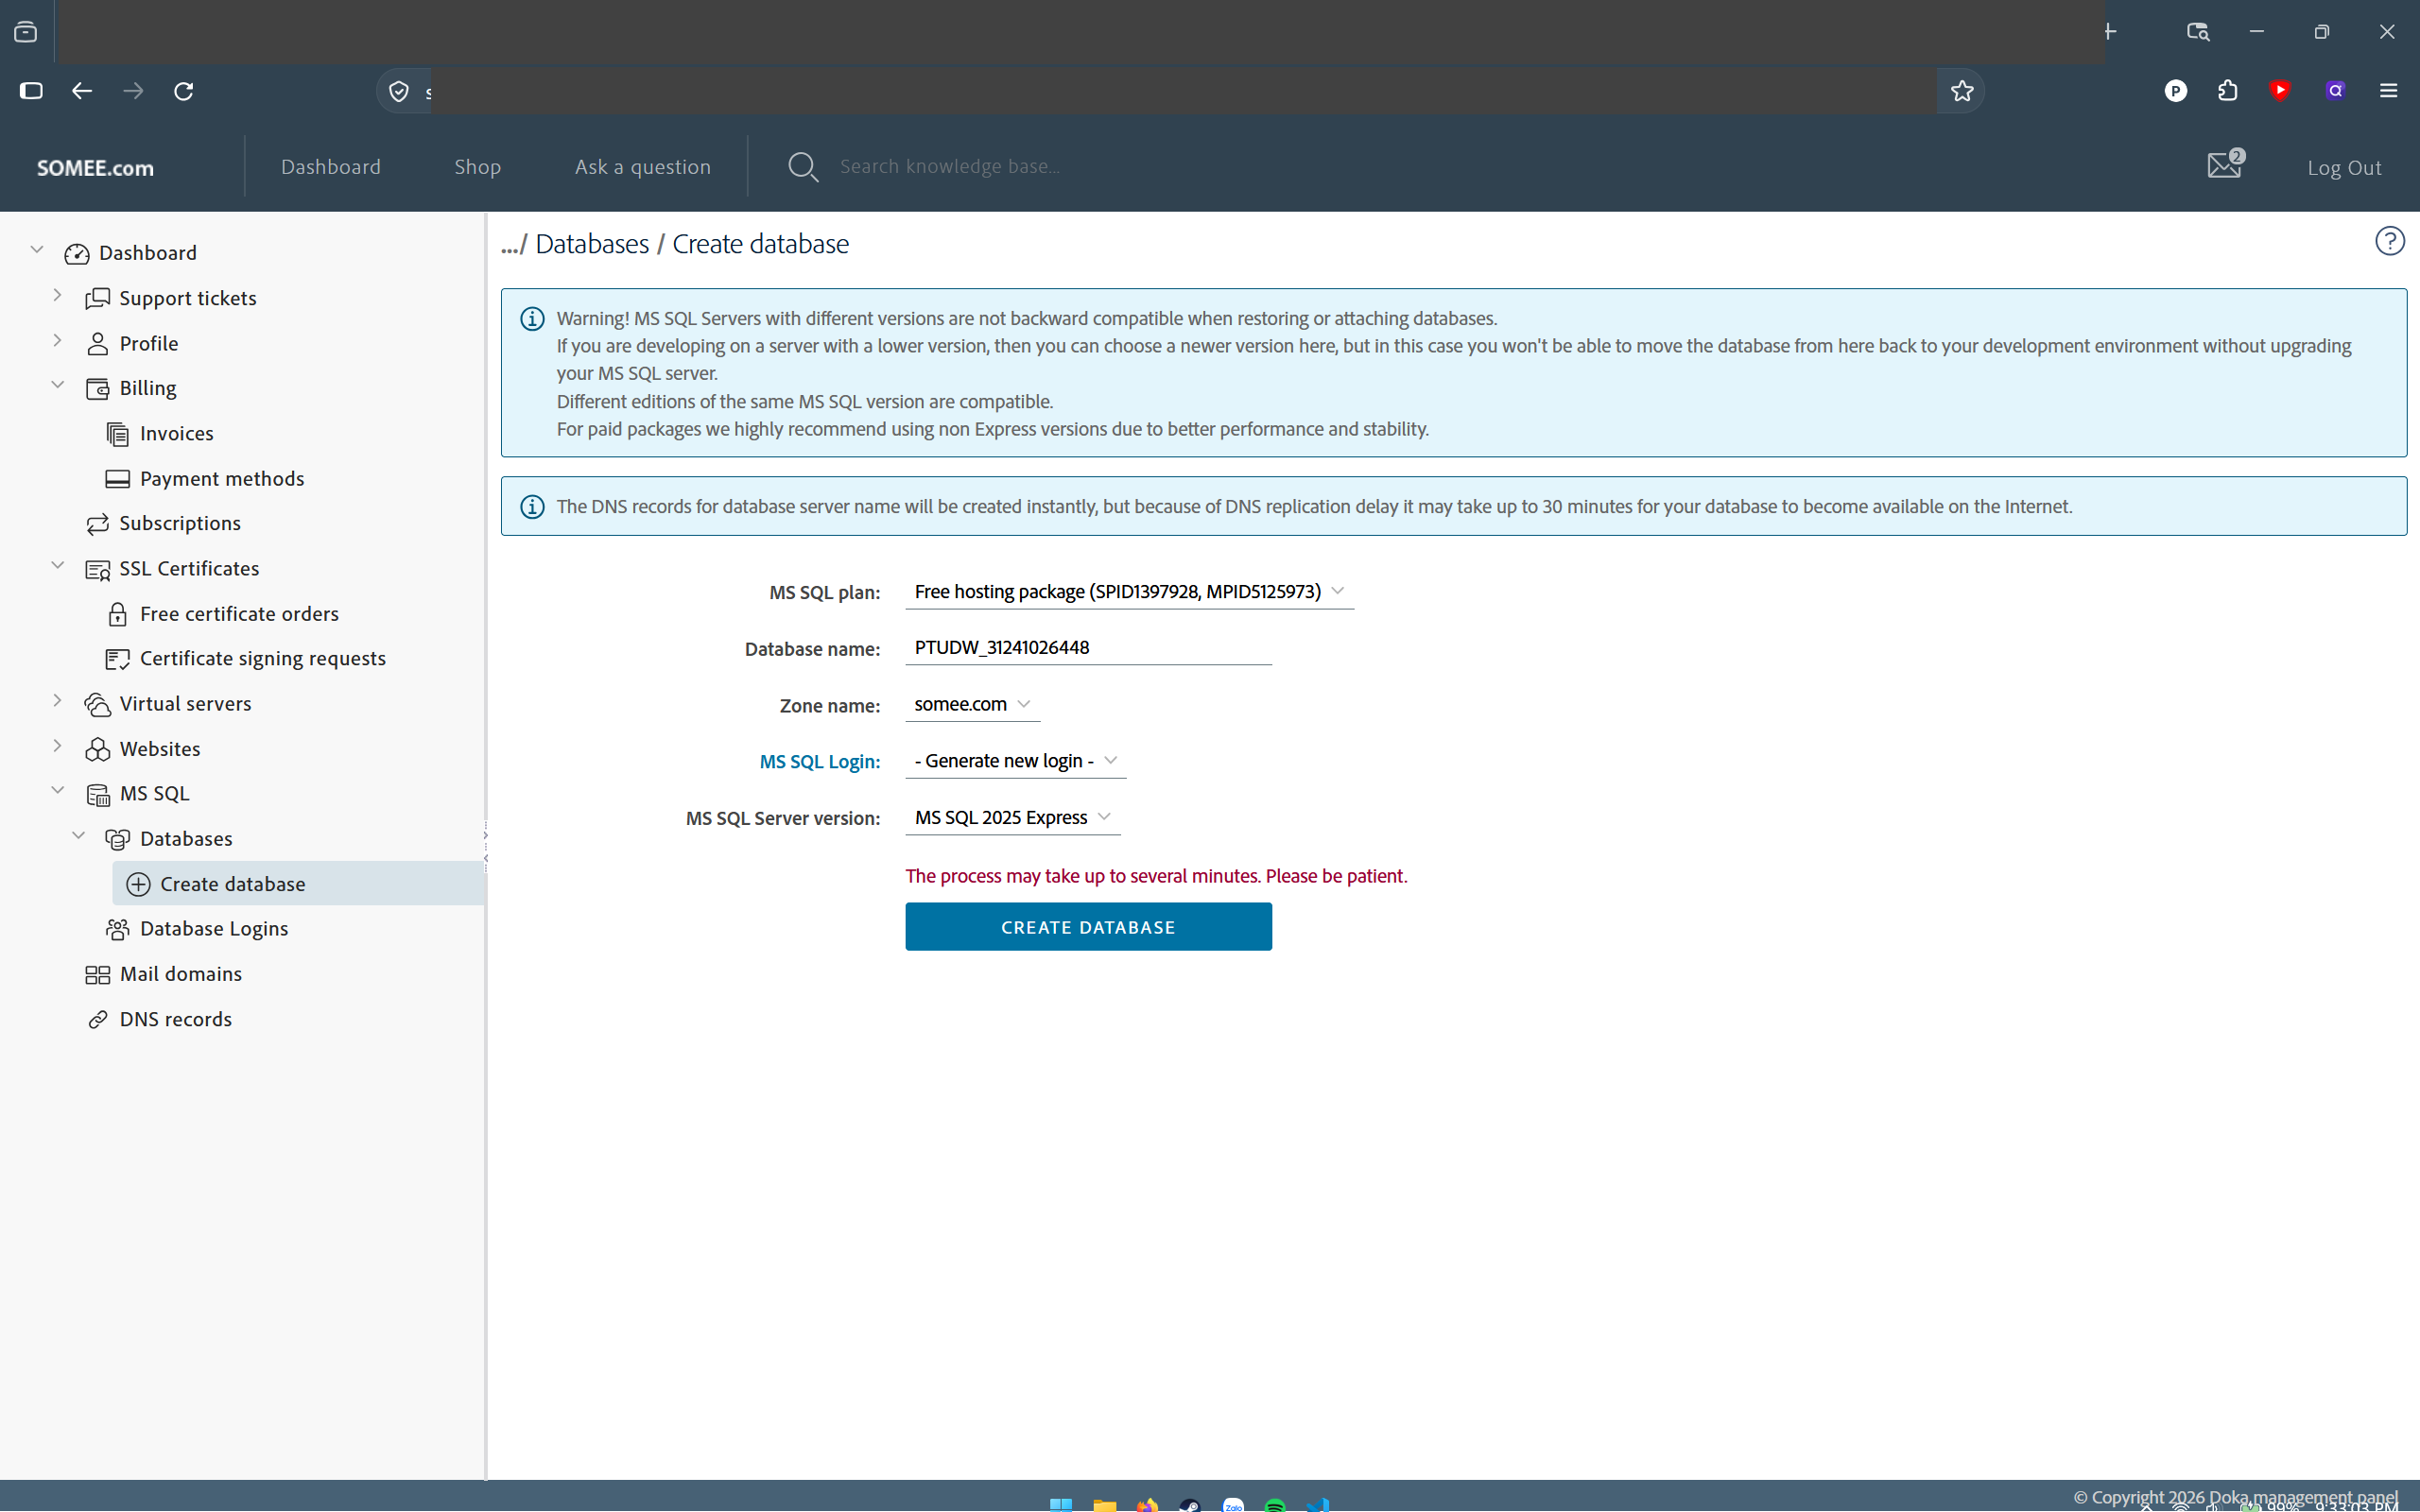 SOMEE.com
Dashboard
Shop
Ask a question
Search knowledge base...
2
Log Out
Dashboard
Support tickets
Profile
Billing
Invoices
Payment methods
Subscriptions
SSL Certificates
Free certificate orders
Certificate signing requests
Virtual servers
Websites
MS SQL
Databases
Create database
Database Logins
Mail domains
DNS records
.../ Databases / Create database
Warning! MS SQL Servers with different versions are not backward compatible when restoring or attaching databases.
If you are developing on a server with a lower version, then you can choose a newer version here, but in this case you won't be able to move the database from here back to your development environment without upgrading
your MS SQL server.
Different editions of the same MS SQL version are compatible.
For paid packages we highly recommend using non Express versions due to better performance and stability.
The DNS records for database server name will be created instantly, but because of DNS replication delay it may take up to 30 minutes for your database to become available on the Internet.
MS SQL plan: Free hosting package (SPID1397928, MPID5125973)
Database name: PTUDW_31241026448
Zone name: somee.com
MS SQL Login: - Generate new login -
MS SQL Server version: MS SQL 2025 Express
The process may take up to several minutes. Please be patient.
CREATE DATABASE
© Copyright 2026 Doka management panel
Zalo
99%
9:33:03 PM